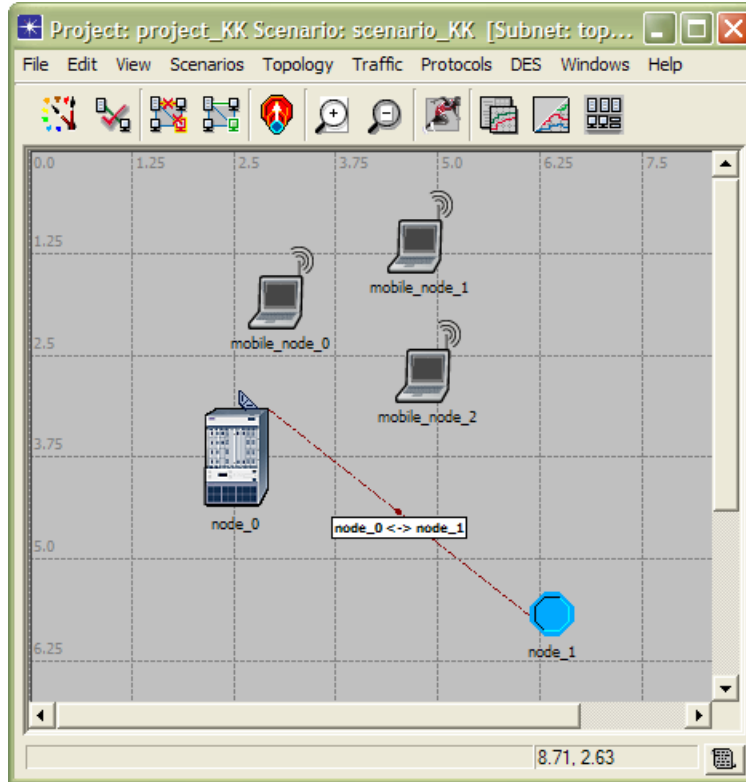 Project: project_KK Scenario: scenario_KK [Subnet: top...
File Edit View Scenarios Topology Traffic Protocols DES Windows Help
0.0 1.25 2.5 3.75 5.0 6.25 7.5
1.25
mobile_node_1
mobile_node_0
2.5
mobile_node_2
3.75
node_0
node_0 <-> node_1
5.0
6.25
node_1
8.71, 2.63